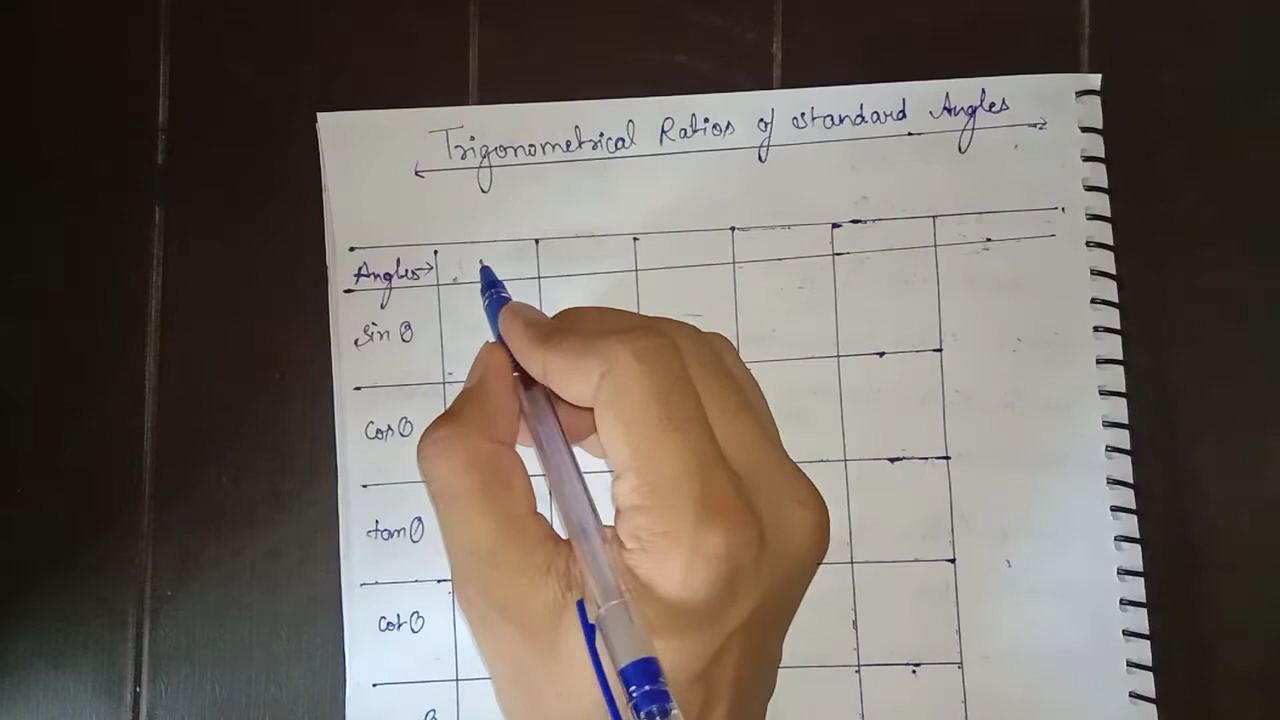 Trigonometrical Ratios of standard Angles
Angles→
sin θ
cos θ
tan θ
cot θ